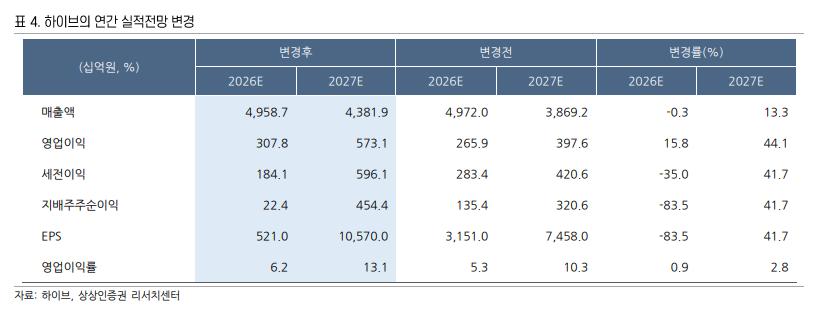 표 4. 하이브의 연간 실적전망 변경
(십억원, %) 변경후 변경전 변경률(%)
2026E 2027E 2026E 2027E 2026E 2027E
매출액 4,958.7 4,381.9 4,972.0 3,869.2 -0.3 13.3
영업이익 307.8 573.1 265.9 397.6 15.8 44.1
세전이익 184.1 596.1 283.4 420.6 -35.0 41.7
지배주주순이익 22.4 454.4 135.4 320.6 -83.5 41.7
EPS 521.0 10,570.0 3,151.0 7,458.0 -83.5 41.7
영업이익률 6.2 13.1 5.3 10.3 0.9 2.8
자료: 하이브, 상상인증권 리서치센터